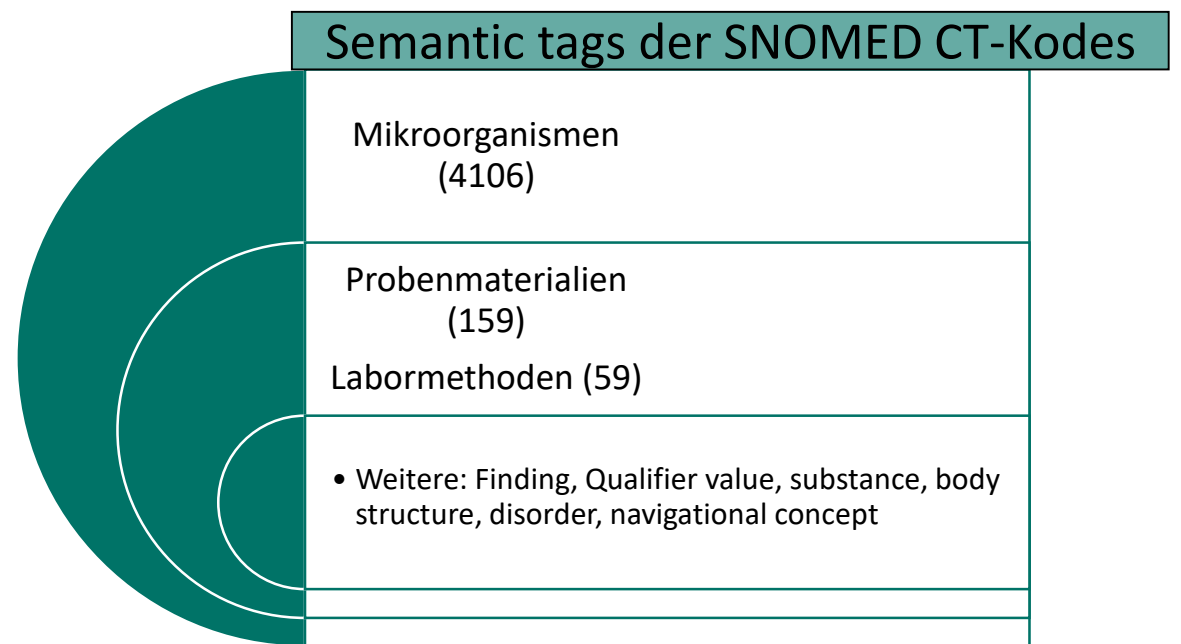 Semantic tags der SNOMED CT-Kodes
Mikroorganismen
(4106)
Probenmaterialien
(159)
Labormethoden (59)
• Weitere: Finding, Qualifier value, substance, body
structure, disorder, navigational concept